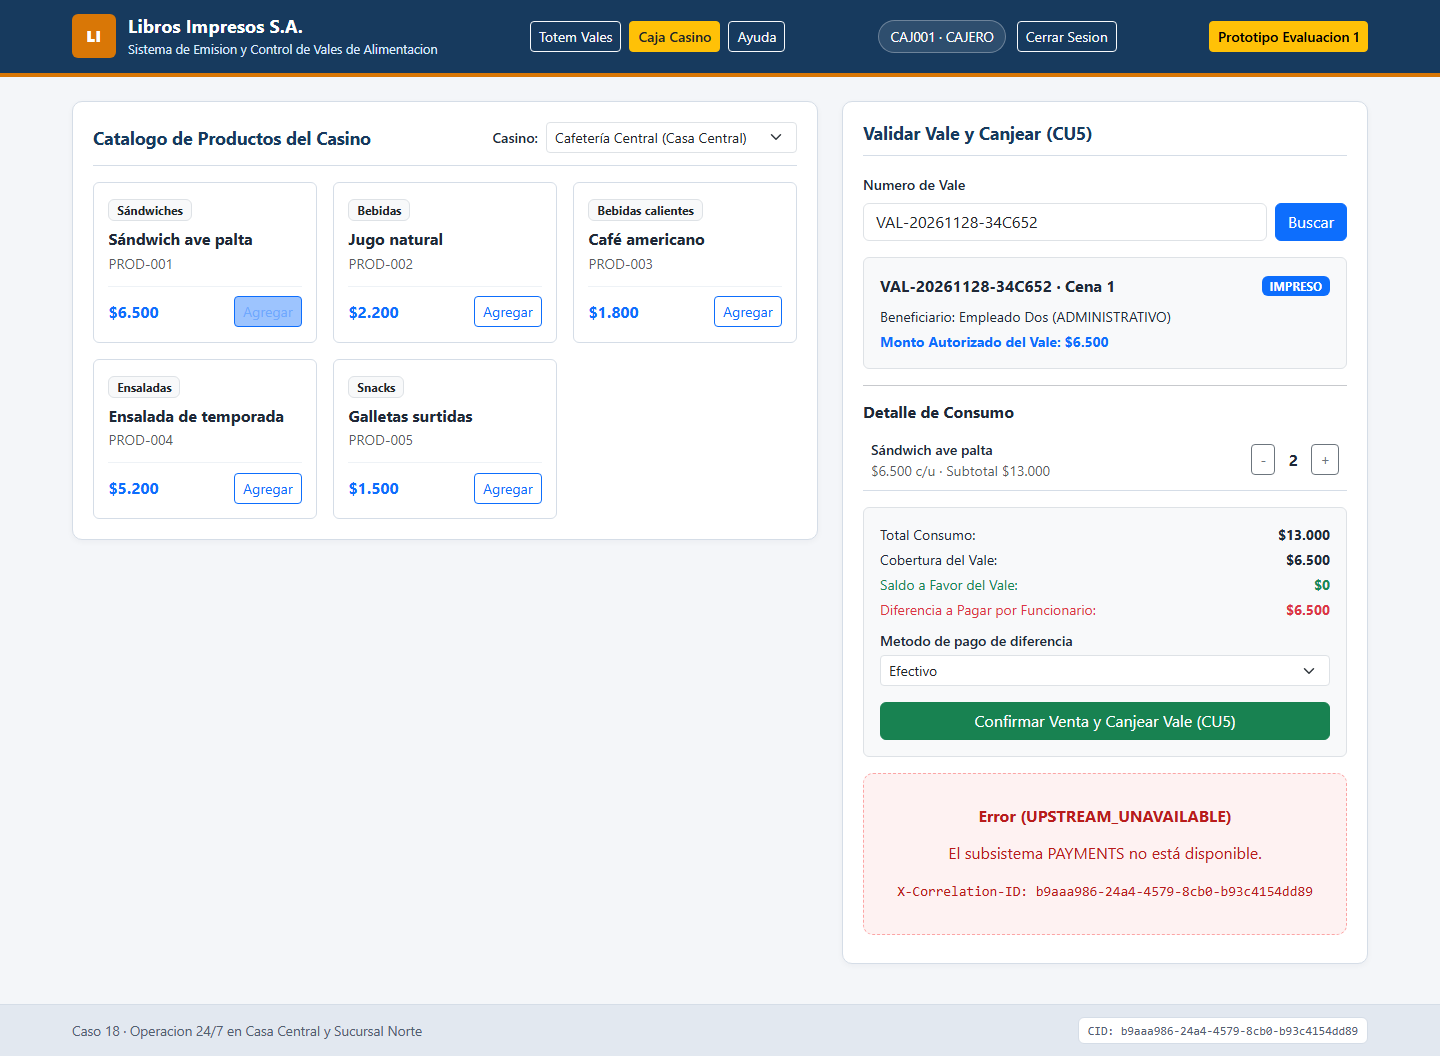 LI
Libros Impresos S.A.
Sistema de Emision y Control de Vales de Alimentacion
Totem Vales
Caja Casino
Ayuda
CAJ001 · CAJERO
Cerrar Sesion
Prototipo Evaluacion 1
Catalogo de Productos del Casino
Casino:
Cafetería Central (Casa Central)
Sándwiches
Sándwich ave palta
PROD-001
$6.500
Agregar
Bebidas
Jugo natural
PROD-002
$2.200
Agregar
Bebidas calientes
Café americano
PROD-003
$1.800
Agregar
Ensaladas
Ensalada de temporada
PROD-004
$5.200
Agregar
Snacks
Galletas surtidas
PROD-005
$1.500
Agregar
Validar Vale y Canjear (CU5)
Numero de Vale
VAL-20261128-34C652
Buscar
VAL-20261128-34C652 · Cena 1
IMPRESO
Beneficiario: Empleado Dos (ADMINISTRATIVO)
Monto Autorizado del Vale: $6.500
Detalle de Consumo
Sándwich ave palta
$6.500 c/u · Subtotal $13.000
- 2 +
Total Consumo: $13.000
Cobertura del Vale: $6.500
Saldo a Favor del Vale: $0
Diferencia a Pagar por Funcionario: $6.500
Metodo de pago de diferencia
Efectivo
Confirmar Venta y Canjear Vale (CU5)
Error (UPSTREAM_UNAVAILABLE)
El subsistema PAYMENTS no está disponible.
X-Correlation-ID: b9aaa986-24a4-4579-8cb0-b93c4154dd89
Caso 18 · Operacion 24/7 en Casa Central y Sucursal Norte
CID: b9aaa986-24a4-4579-8cb0-b93c4154dd89